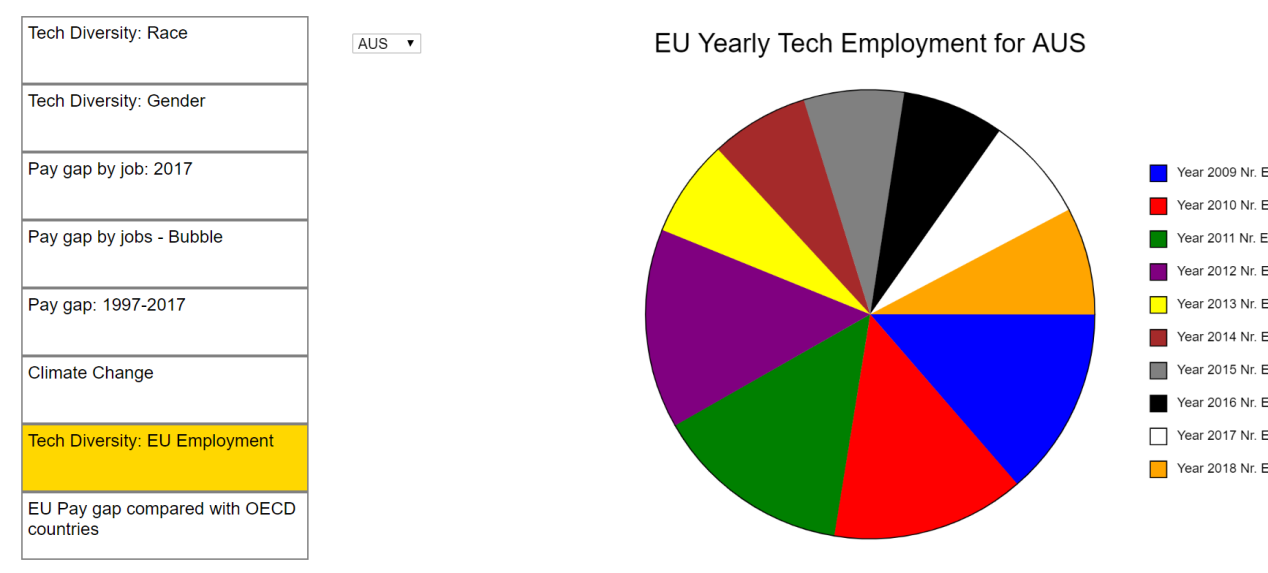 Tech Diversity: Race
Tech Diversity: Gender
Pay gap by job: 2017
Pay gap by jobs - Bubble
Pay gap: 1997-2017
Climate Change
Tech Diversity: EU Employment
EU Pay gap compared with OECD
countries
AUS
EU Yearly Tech Employment for AUS
Year 2009 Nr. E
Year 2010 Nr. E
Year 2011 Nr. E
Year 2012 Nr. E
Year 2013 Nr. E
Year 2014 Nr. E
Year 2015 Nr. E
Year 2016 Nr. E
Year 2017 Nr. E
Year 2018 Nr. E